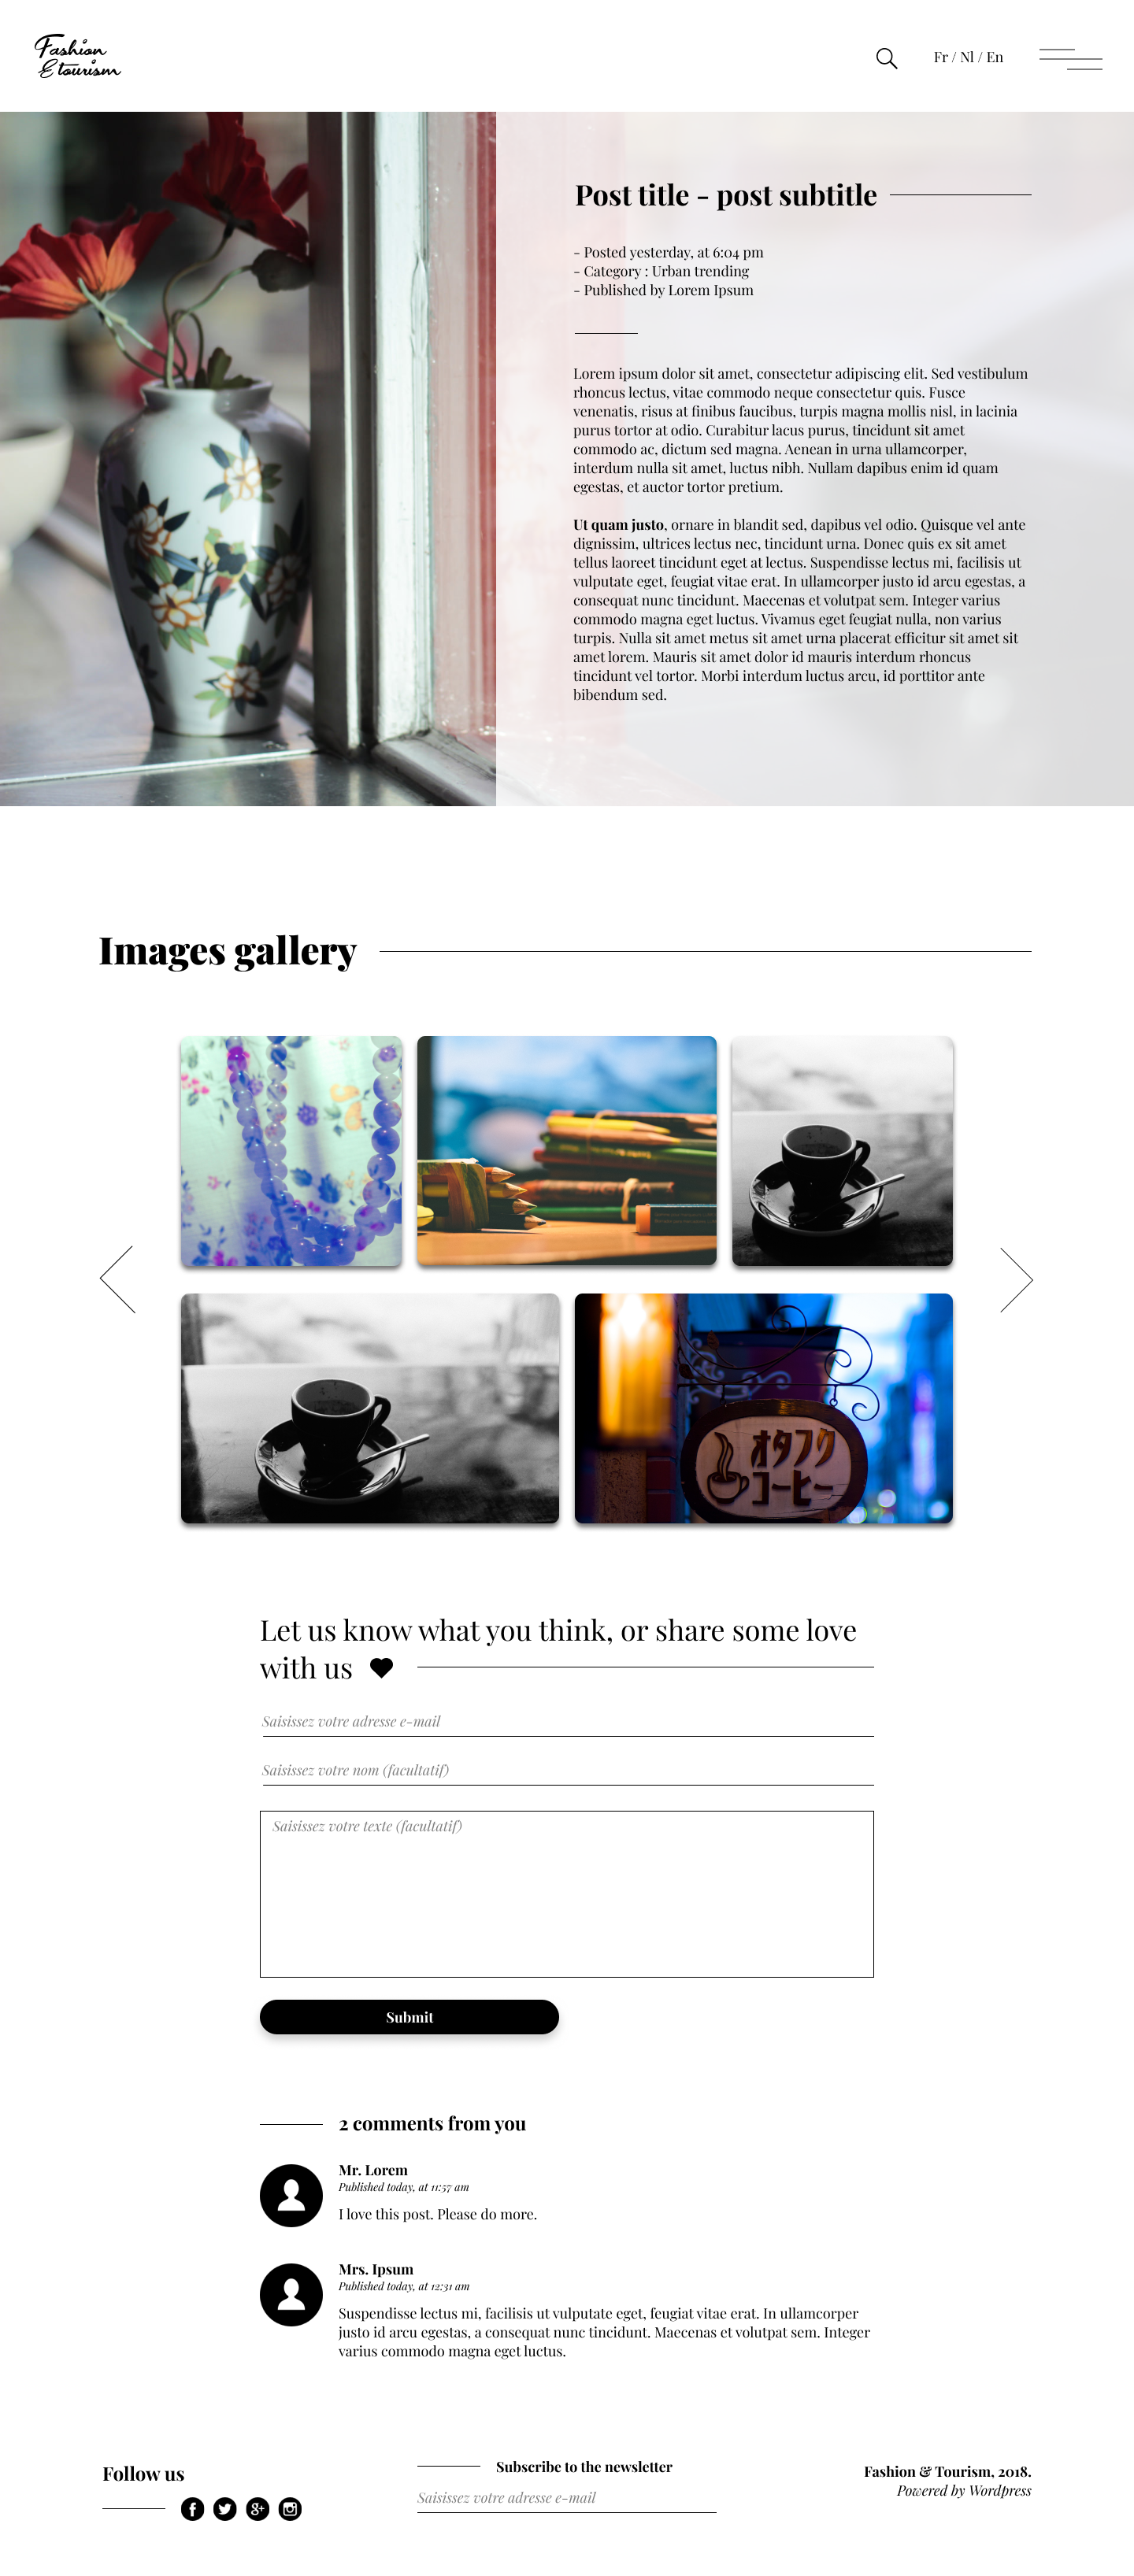 Fashion
& tourism
Fr / Nl / En
Post title - post subtitle
- Posted yesterday, at 6:04 pm
- Category : Urban trending
- Published by Lorem Ipsum
Lorem ipsum dolor sit amet, consectetur adipiscing elit. Sed vestibulum
rhoncus lectus, vitae commodo neque consectetur quis. Fusce
venenatis, risus at finibus faucibus, turpis magna mollis nisl, in lacinia
purus tortor at odio. Curabitur lacus purus, tincidunt sit amet
commodo ac, dictum sed magna. Aenean in urna ullamcorper,
interdum nulla sit amet, luctus nibh. Nullam dapibus enim id quam
egestas, et auctor tortor pretium.
Ut quam justo, ornare in blandit sed, dapibus vel odio. Quisque vel ante
dignissim, ultrices lectus nec, tincidunt urna. Donec quis ex sit amet
tellus laoreet tincidunt eget at lectus. Suspendisse lectus mi, facilisis ut
vulputate eget, feugiat vitae erat. In ullamcorper justo id arcu egestas, a
consequat nunc tincidunt. Maecenas et volutpat sem. Integer varius
commodo magna eget luctus. Vivamus eget feugiat nulla, non varius
turpis. Nulla sit amet metus sit amet urna placerat efficitur sit amet sit
amet lorem. Mauris sit amet dolor id mauris interdum rhoncus
tincidunt vel tortor. Morbi interdum luctus arcu, id porttitor ante
bibendum sed.
Images gallery
オタフク
コーヒー
Let us know what you think, or share some love
with us
Saisissez votre adresse e-mail
Saisissez votre nom (facultatif)
Saisissez votre texte (facultatif)
Submit
2 comments from you
Mr. Lorem
Published today, at 11:57 am
I love this post. Please do more.
Mrs. Ipsum
Published today, at 12:31 am
Suspendisse lectus mi, facilisis ut vulputate eget, feugiat vitae erat. In ullamcorper
justo id arcu egestas, a consequat nunc tincidunt. Maecenas et volutpat sem. Integer
varius commodo magna eget luctus.
Follow us
Subscribe to the newsletter
Saisissez votre adresse e-mail
Fashion & Tourism, 2018.
Powered by Wordpress